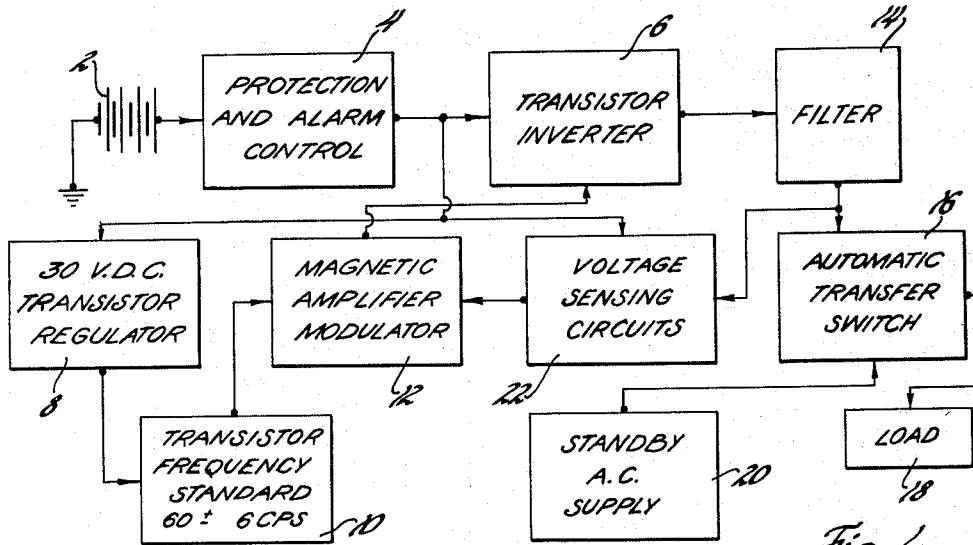 2
4
PROTECTION
AND ALARM
CONTROL
6
TRANSISTOR
INVERTER
14
FILTER
30 V.D.C.
TRANSISTOR
REGULATOR
8
MAGNETIC
AMPLIFIER
MODULATOR
12
VOLTAGE
SENSING
CIRCUITS
22
16
AUTOMATIC
TRANSFER
SWITCH
TRANSISTOR
FREQUENCY
STANDARD
60 ± 6 CPS
10
STANDBY
A.C.
SUPPLY
20
LOAD
18
Fig. 1